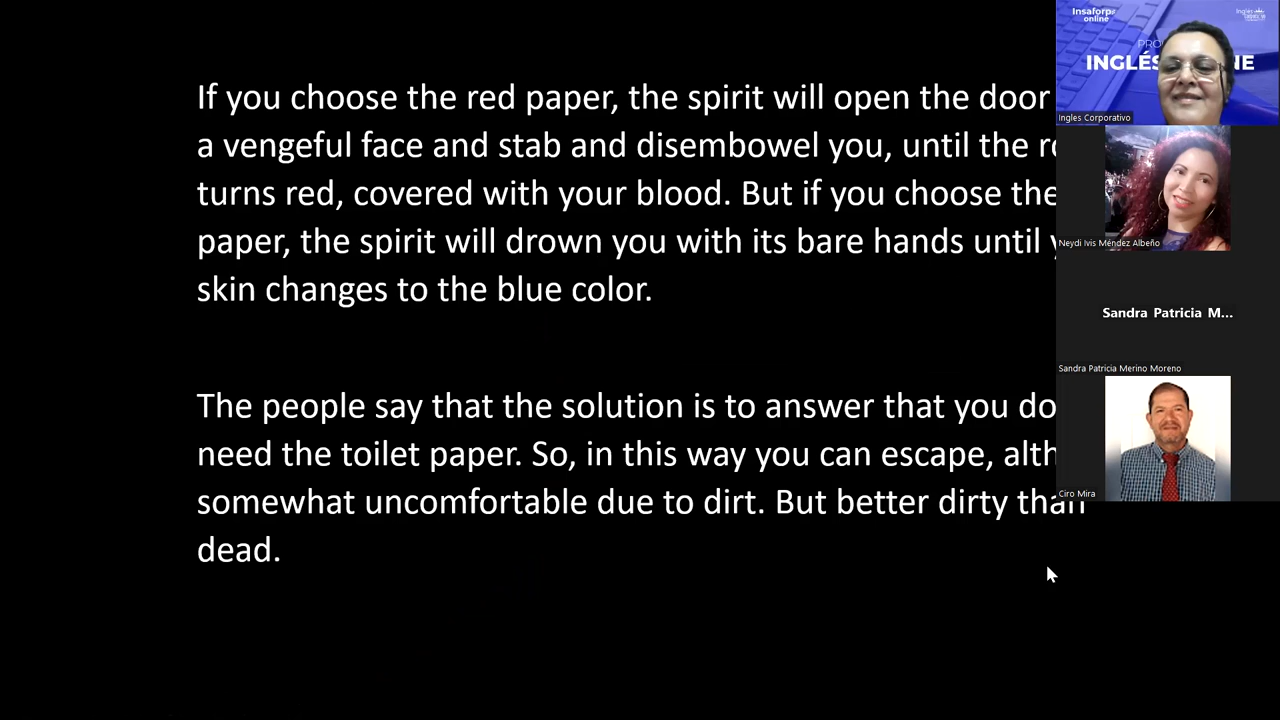 If you choose the red paper, the spirit will open the door
a vengeful face and stab and disembowel you, until the
turns red, covered with your blood. But if you choose the
paper, the spirit will drown you with its bare hands until
skin changes to the blue color.
The people say that the solution is to answer that you do
need the toilet paper. So, in this way you can escape,
somewhat uncomfortable due to dirt. But better dirty than
dead.
Insaforp
online
Inglés
INGLÉS
NE
Ingles Corporativo
Neydi Ivis Méndez Albeño
Sandra Patricia M...
Sandra Patricia Merino Moreno
Ciro Mira